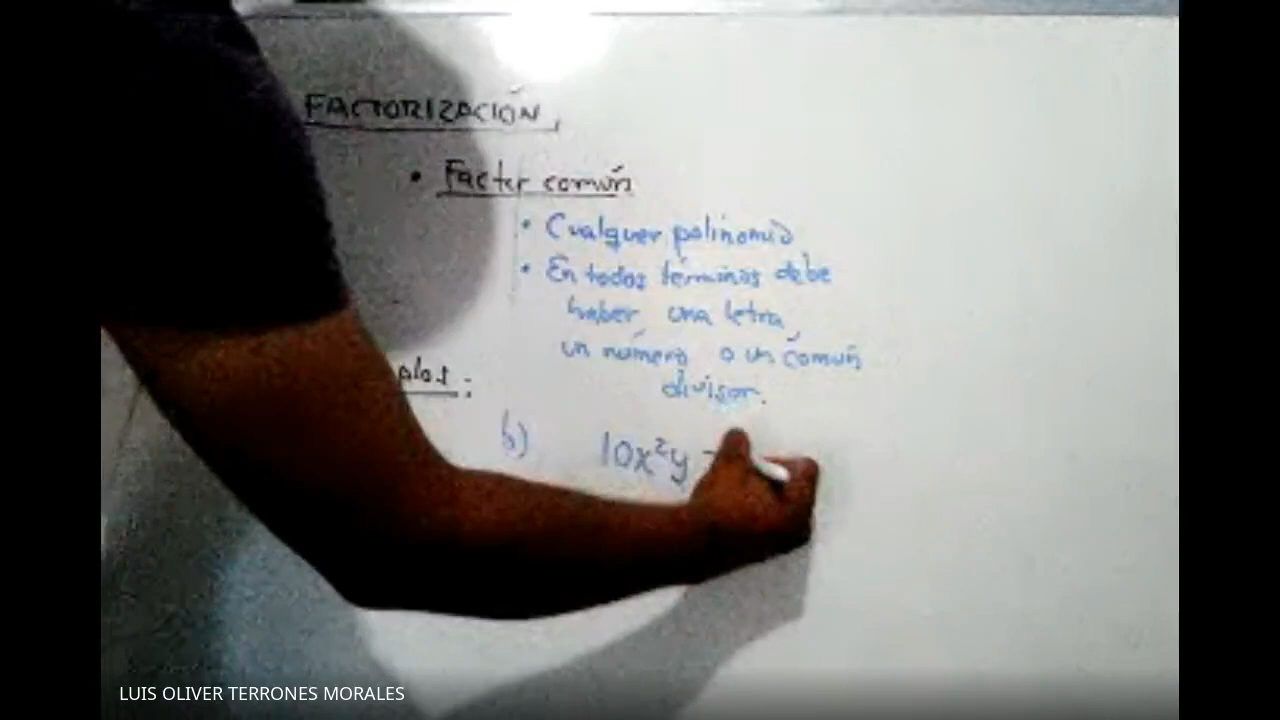 FACTORIZACIÓN
• Factor común
• Cualquer polinomio
• En todos términos debe
haber una letra,
un número o un común
divisor.
plos:
b) 10x²y -
LUIS OLIVER TERRONES MORALES